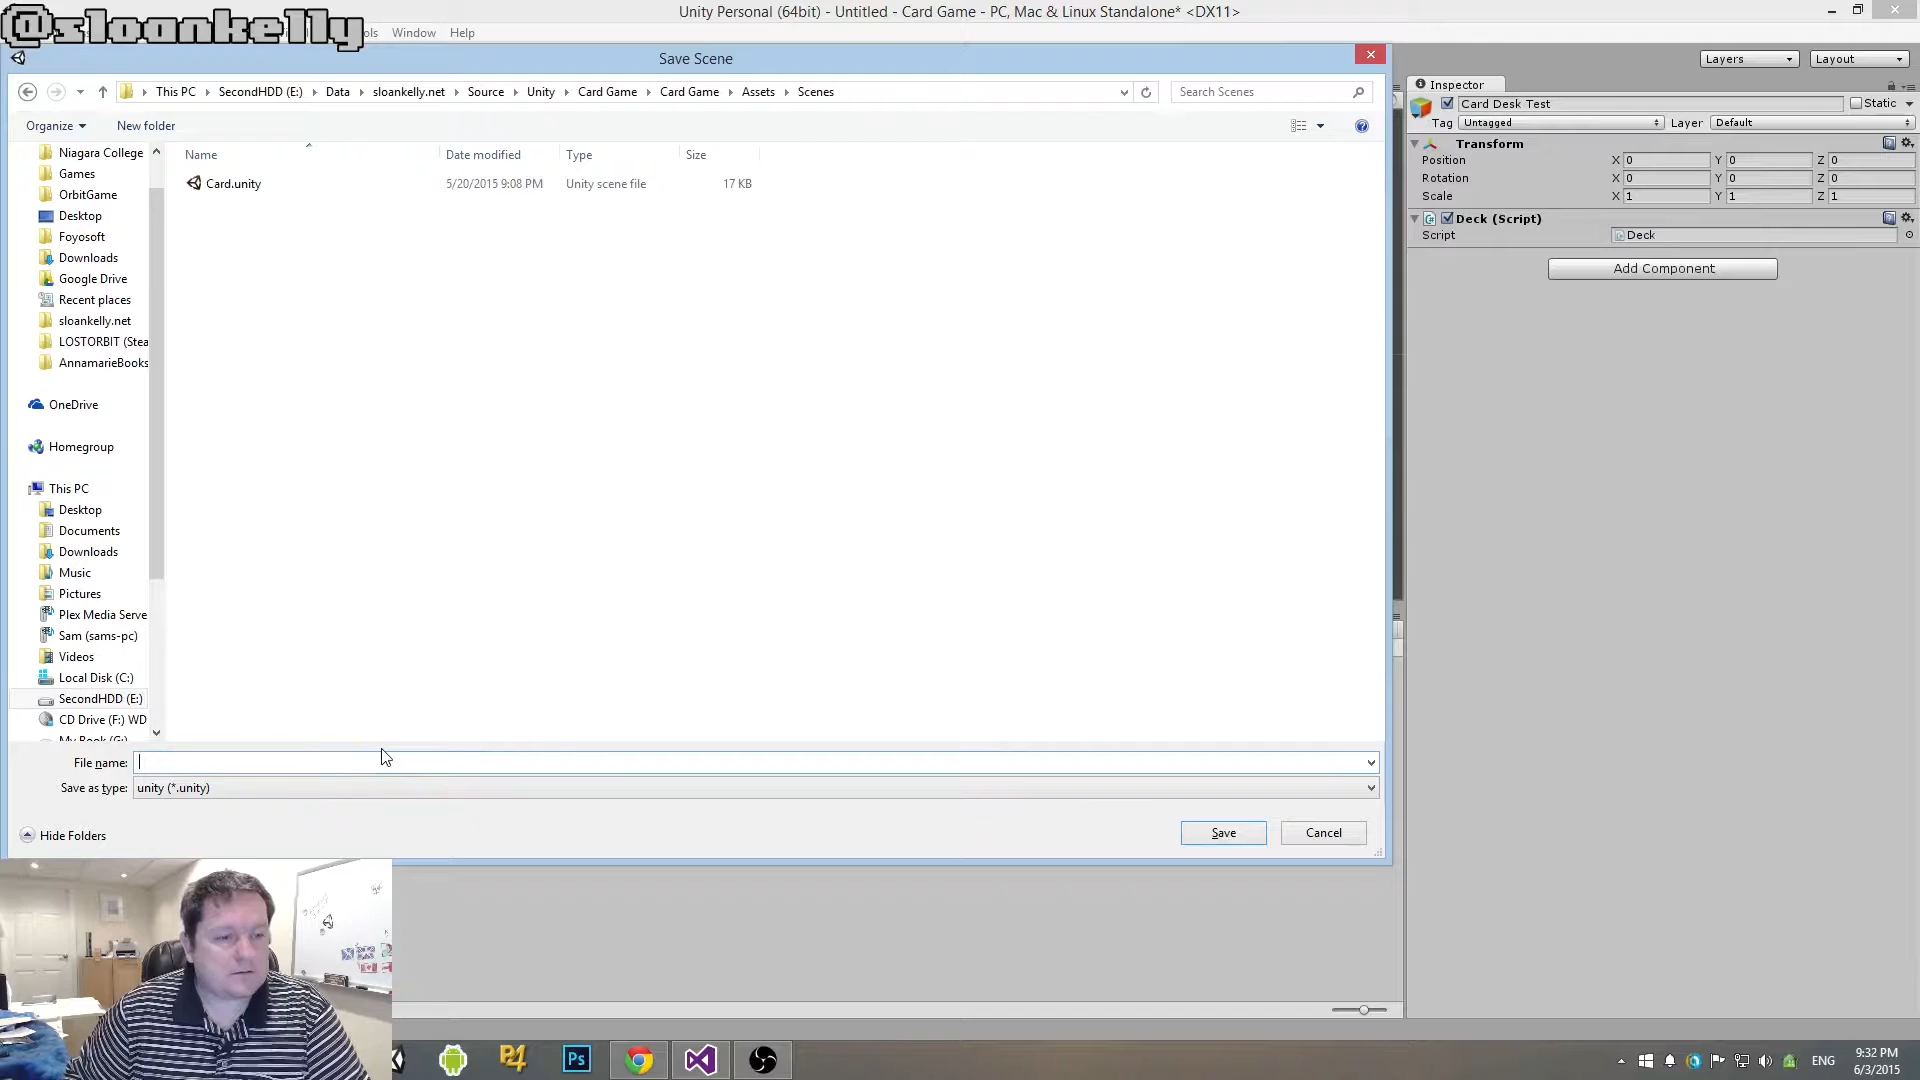 @sloankelly
Unity Personal (64bit) - Untitled - Card Game - PC, Mac & Linux Standalone* <DX11>
Window Help
Save Scene
This PC SecondHDD (E:) Data sloankelly.net Source Unity Card Game Card Game Assets Scenes
Search Scenes
Organize New folder
Name Date modified Type Size
Card.unity 5/20/2015 9:08 PM Unity scene file 17 KB
Niagara College
Games
OrbitGame
Desktop
Foyosoft
Downloads
Google Drive
Recent places
sloankelly.net
LOSTORBIT (Stea
AnnamarieBooks
OneDrive
Homegroup
This PC
Desktop
Documents
Downloads
Music
Pictures
Plex Media Serve
Sam (sams-pc)
Videos
Local Disk (C:)
SecondHDD (E:)
CD Drive (F:) WD
My Book (G:)
File name:
Save as type: unity (*.unity)
Hide Folders
Save Cancel
Layers Layout
Inspector
Card Desk Test Static
Tag Untagged Layer Default
Transform
Position X 0 Y 0 Z 0
Rotation X 0 Y 0 Z 0
Scale X 1 Y 1 Z 1
Deck (Script)
Script Deck
Add Component
Ps
ENG
9:32 PM
6/3/2015